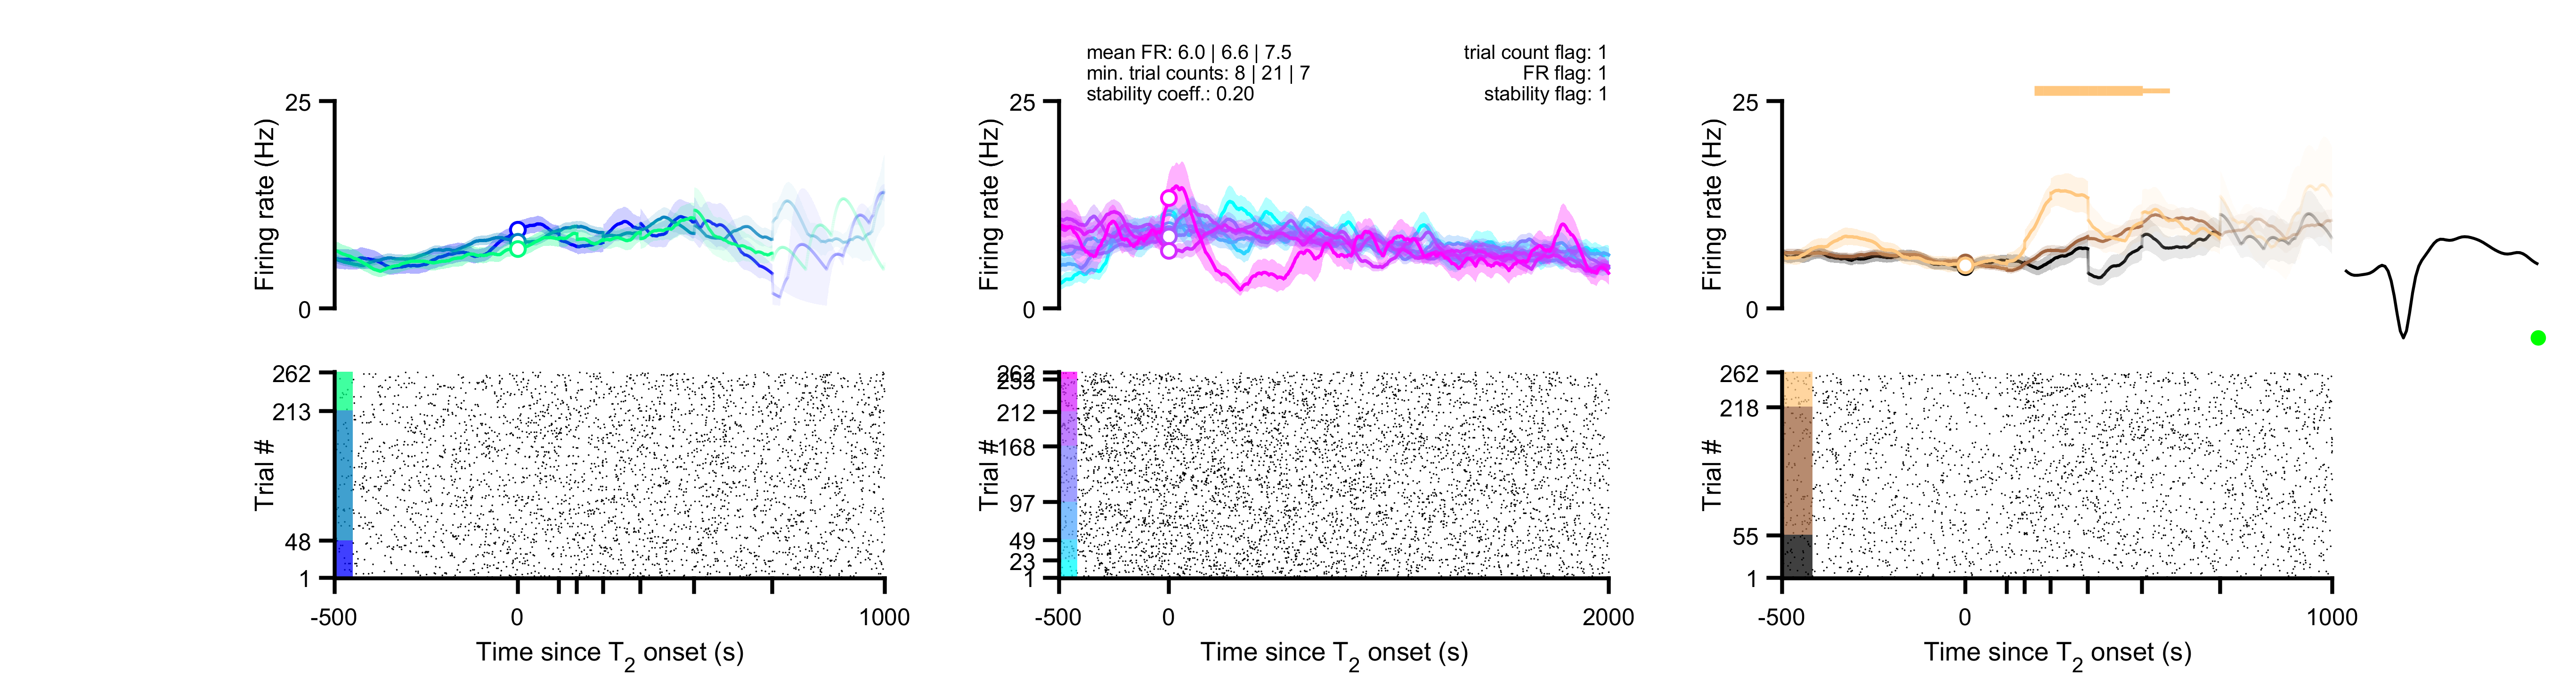 mean FR: 6.0 | 6.6 | 7.5
min. trial counts: 8 | 21 | 7
stability coeff.: 0.20
trial count flag: 1
FR flag: 1
stability flag: 1
25
Firing rate (Hz)
0
25
Firing rate (Hz)
0
25
Firing rate (Hz)
0
262
213
Trial #
48
1
-500
0
1000
Time since T2 onset (s)
262
253
212
168
Trial #
97
49
23
1
-500
0
2000
Time since T2 onset (s)
262
218
Trial #
55
1
-500
0
1000
Time since T2 onset (s)